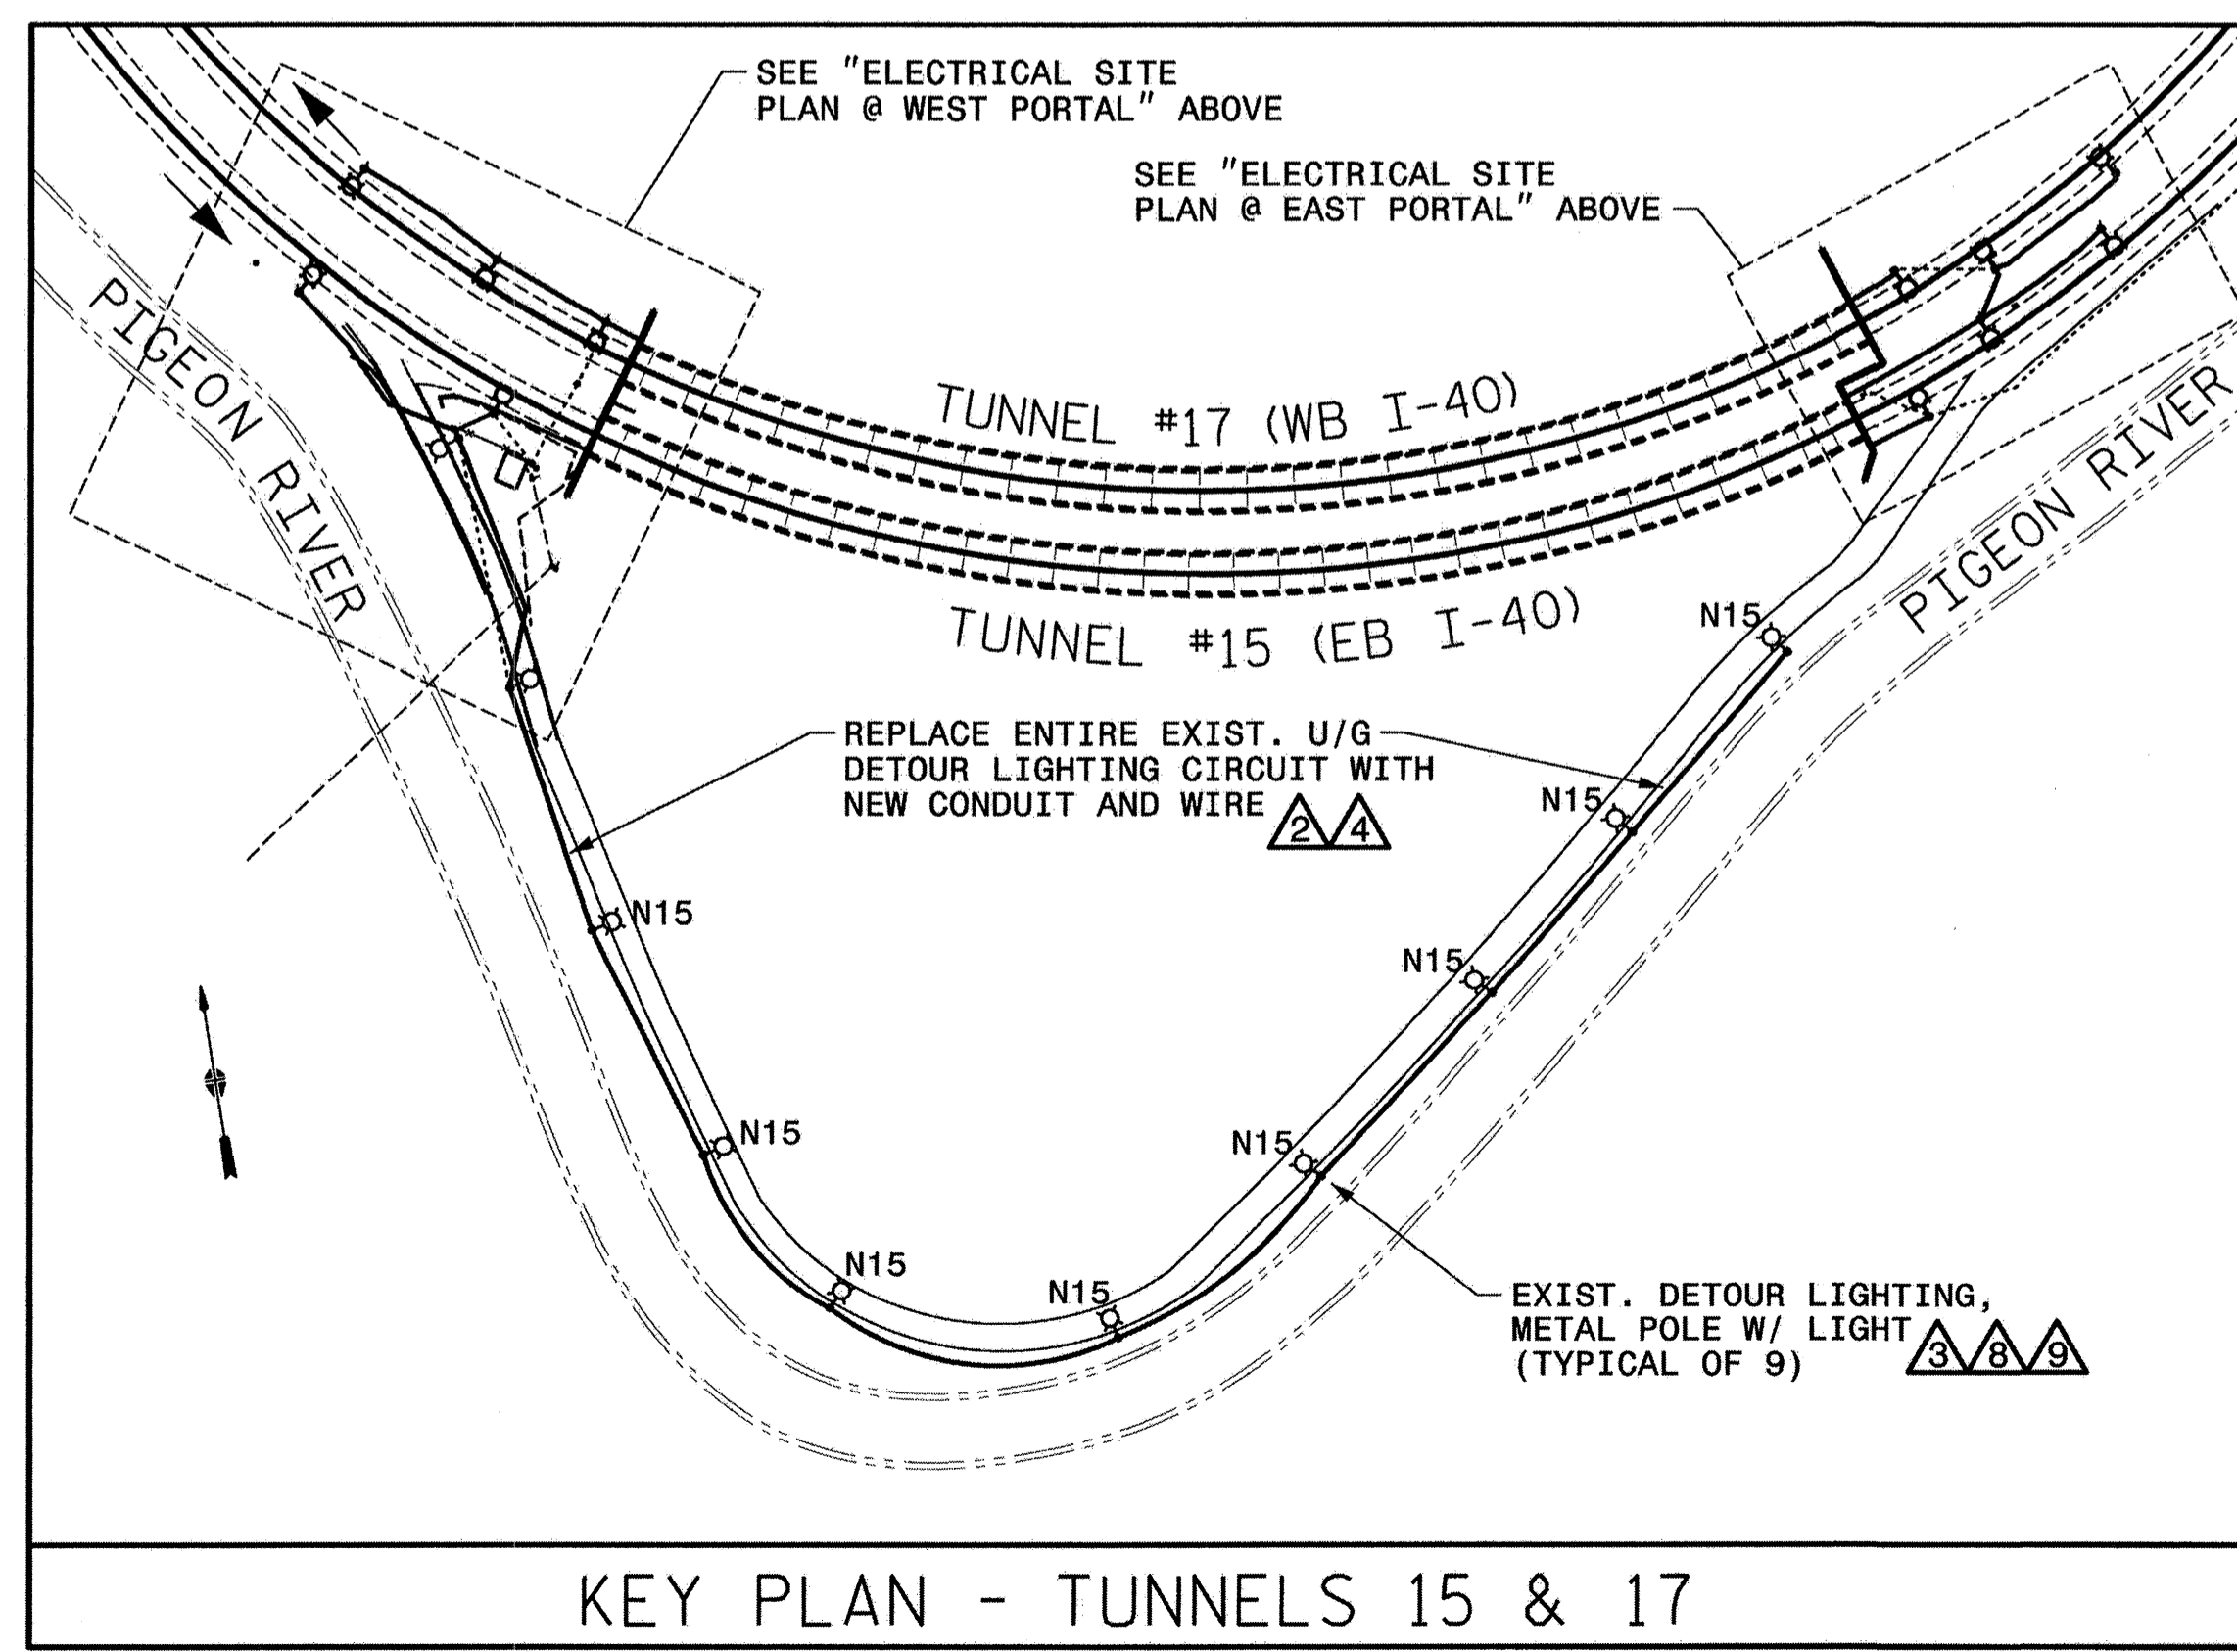 SEE "ELECTRICAL SITE
PLAN @ WEST PORTAL" ABOVE
SEE "ELECTRICAL SITE
PLAN @ EAST PORTAL" ABOVE
PIGEON RIVER
TUNNEL #17 (WB I-40)
TUNNEL #15 (EB I-40)
PIGEON RIVER
N15
REPLACE ENTIRE EXIST. U/G
DETOUR LIGHTING CIRCUIT WITH
NEW CONDUIT AND WIRE 2 4
N15
N15
N15
N15
N15
N15
N15
EXIST. DETOUR LIGHTING,
METAL POLE W/ LIGHT 3 8 9
(TYPICAL OF 9)
KEY PLAN - TUNNELS 15 & 17